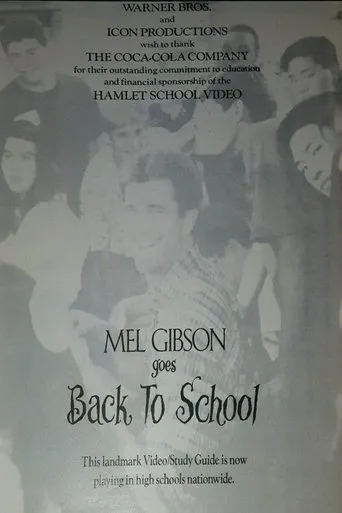 WARNER BROS.
and
ICON PRODUCTIONS
wish to thank
THE COCA-COLA COMPANY
for their outstanding commitment to education
and financial sponsorship of the
HAMLET SCHOOL VIDEO
MEL GIBSON
goes
Back To School
This landmark Video/Study Guide is now
playing in high schools nationwide.